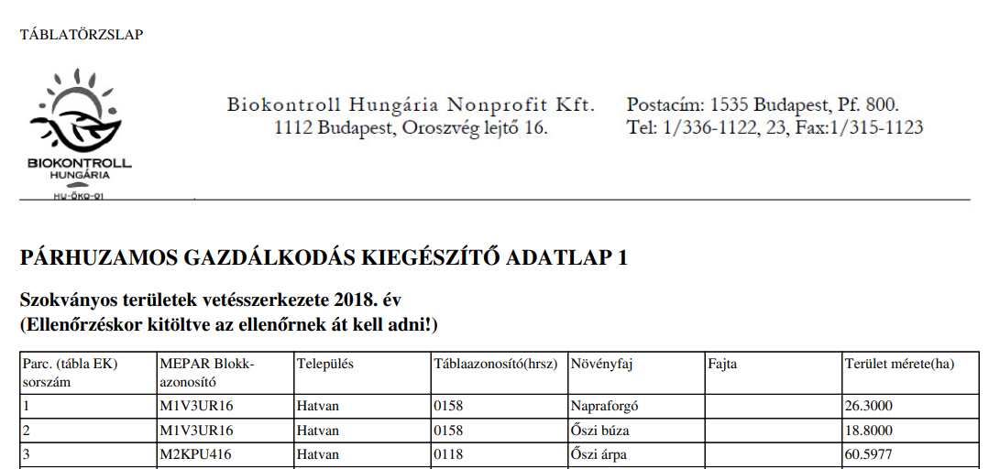 TÁBLATÖRZSLAP
Biokontroll Hungária Nonprofit Kft.
1112 Budapest, Oroszvég lejtő 16.
Postacím: 1535 Budapest, Pf. 800.
Tel: 1/336-1122, 23, Fax:1/315-1123
BIOKONTROLL
HUNGÁRIA
HU-ÖKO-01
PÁRHUZAMOS GAZDÁLKODÁS KIEGÉSZÍTŐ ADATLAP 1
Szokványos területek vetésszerkezete 2018. év
(Ellenőrzéskor kitöltve az ellenőrnek át kell adni!)
Parc. (tábla EK) sorszám MEPAR Blokk-azonosító Település Táblaazonosító(hrsz) Növényfaj Fajta Terület mérete(ha)
1 M1V3UR16 Hatvan 0158 Napraforgó 26.3000
2 M1V3UR16 Hatvan 0158 Őszi búza 18.8000
3 M2KPU416 Hatvan 0118 Őszi árpa 60.5977